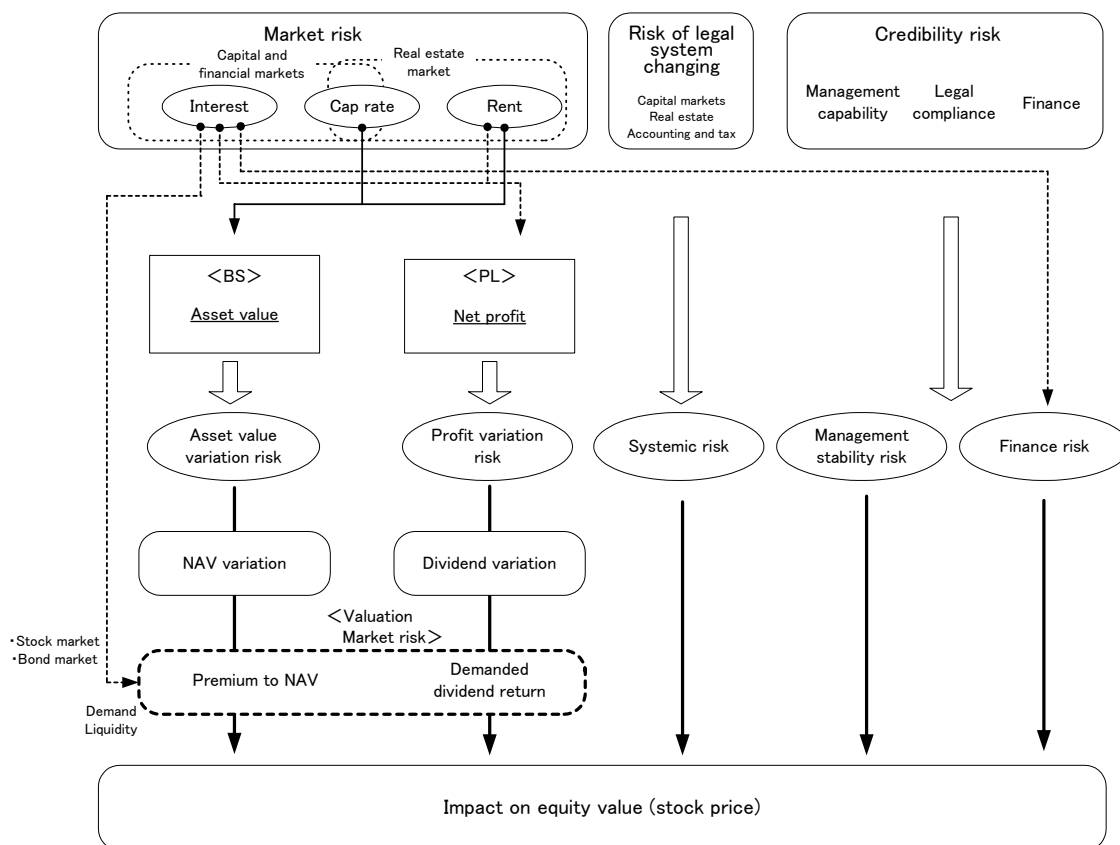 Market risk
Capital and
financial markets
Real estate
market
Interest
Cap rate
Rent
Risk of legal
system
changing
Capital markets
Real estate
Accounting and tax
Credibility risk
Management
capability
Legal
compliance
Finance
<BS>
Asset value
<PL>
Net profit
Asset value
variation risk
Profit variation
risk
Systemic risk
Management
stability risk
Finance risk
NAV variation
Dividend variation
<Valuation
Market risk>
・Stock market
・Bond market
Premium to NAV
Demanded
dividend return
Demand
Liquidity
Impact on equity value (stock price)